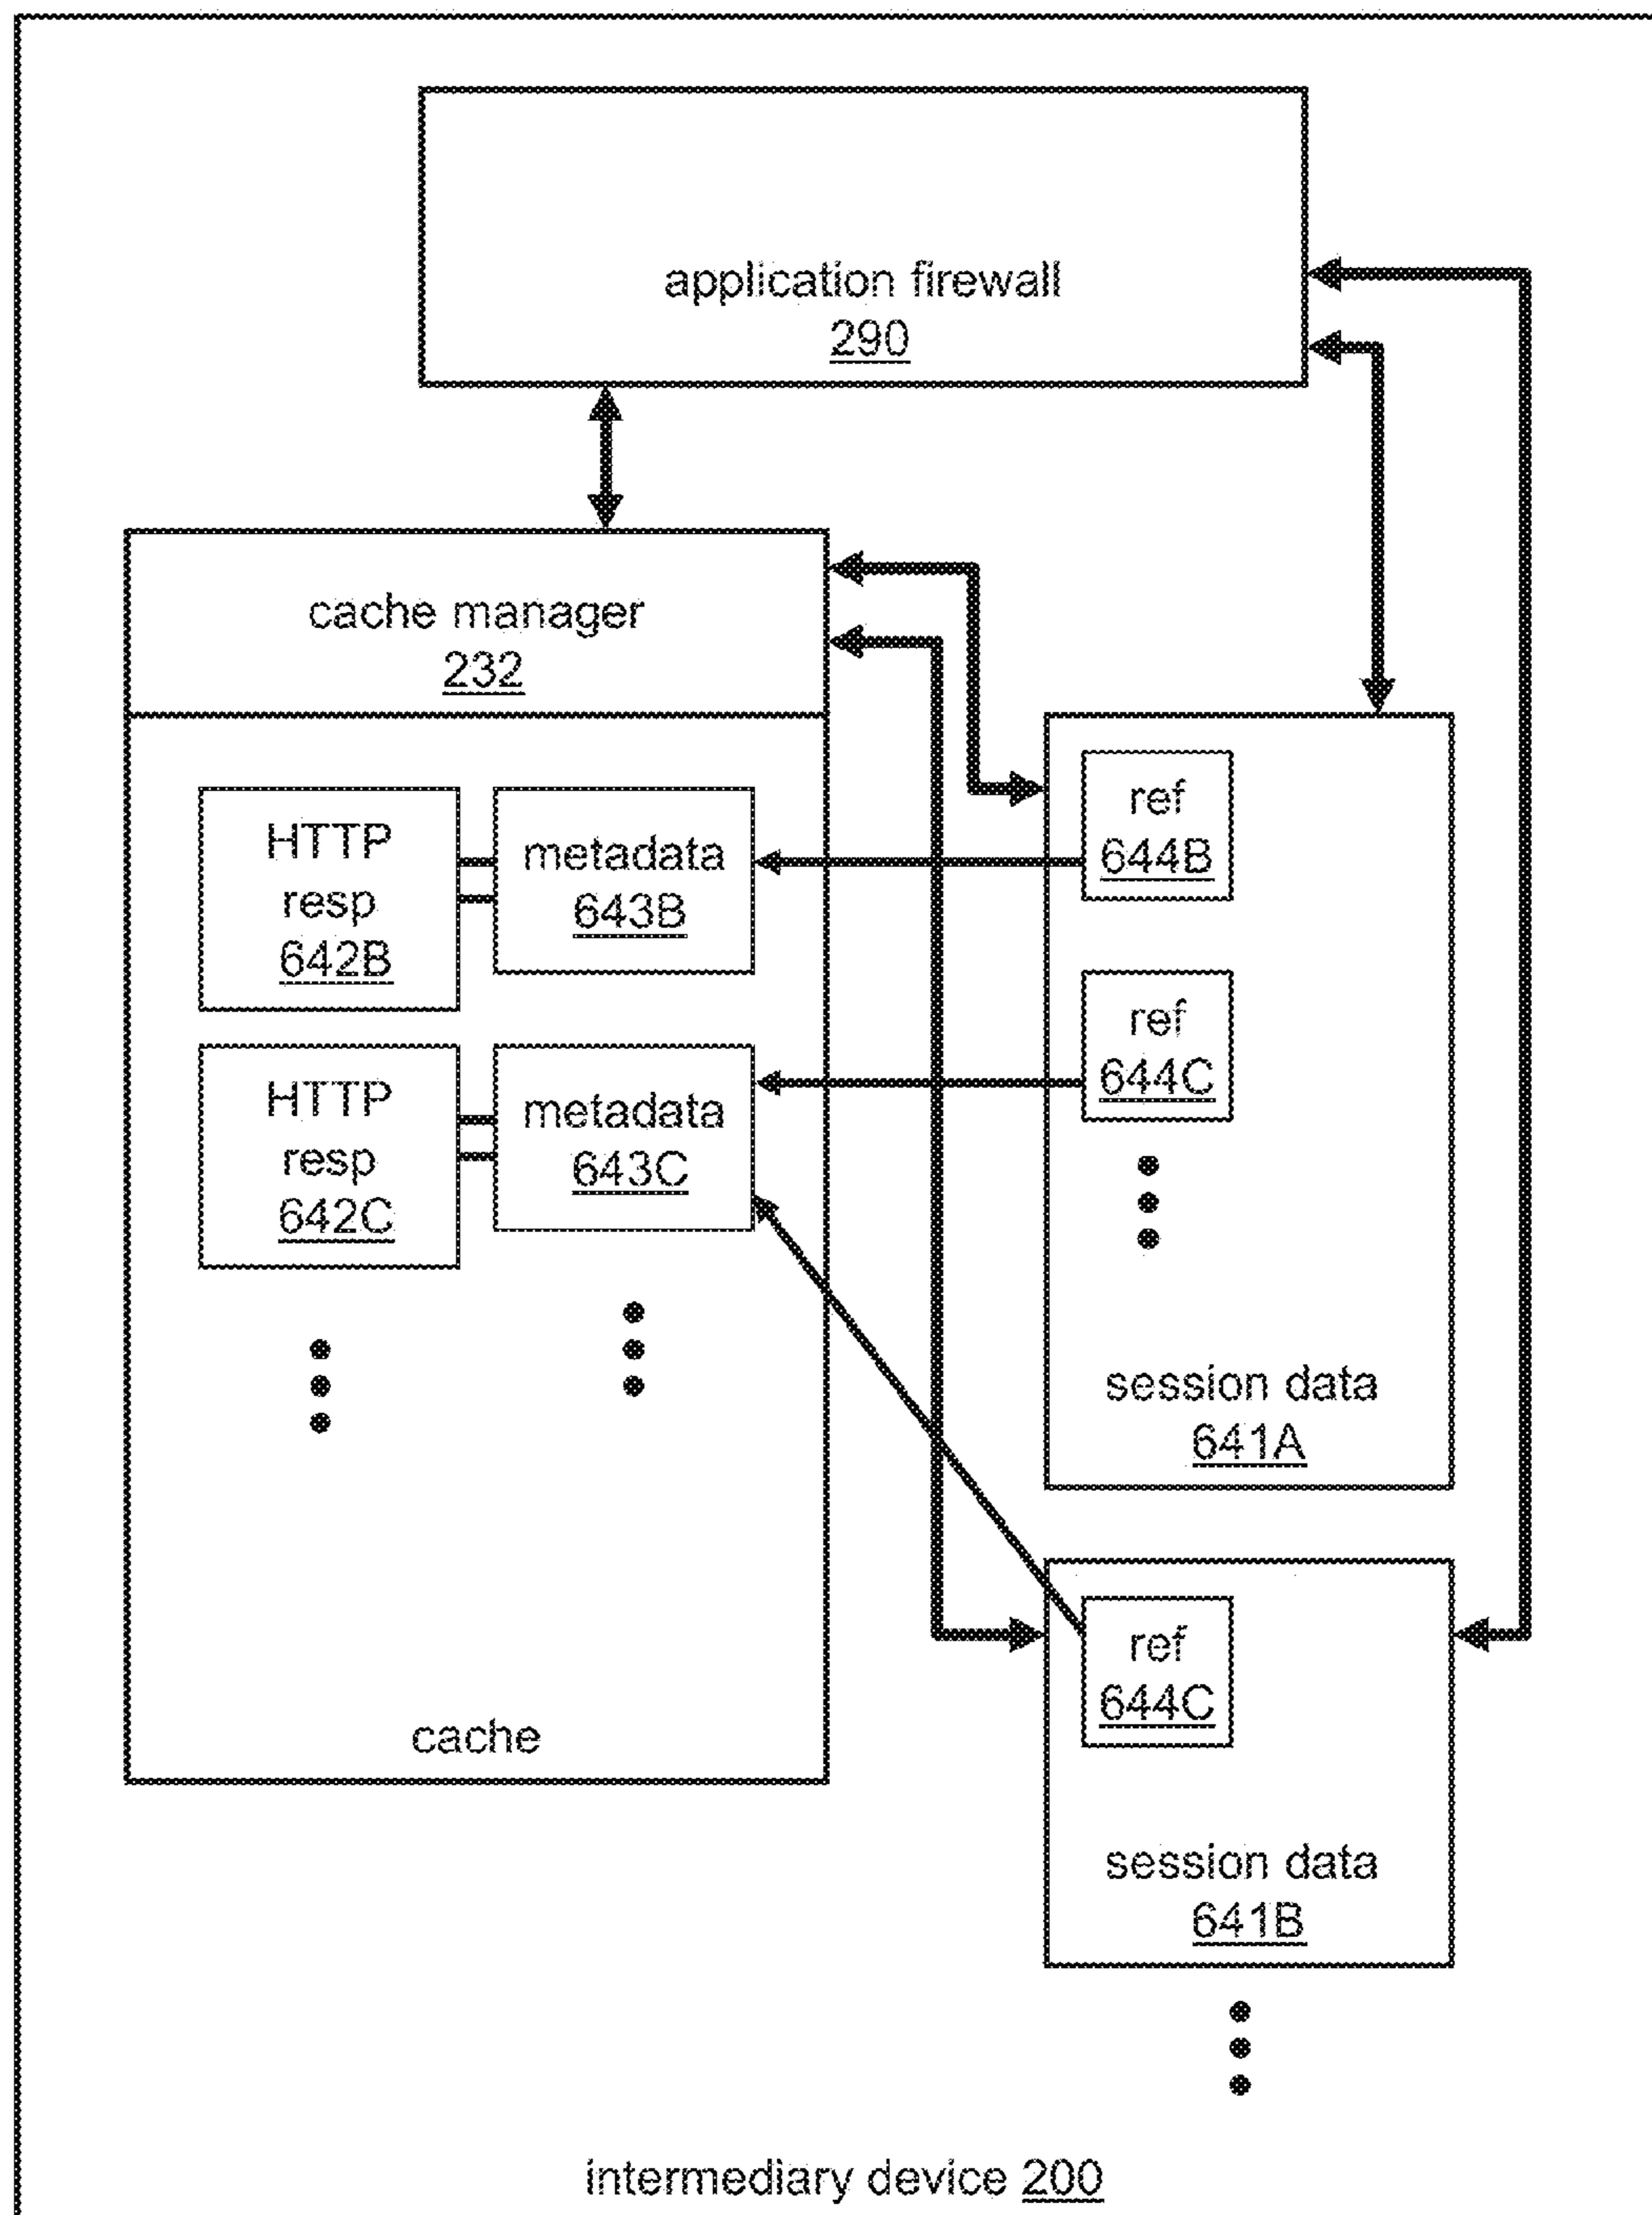 application firewall
290
cache manager
232
HTTP
resp
642B
metadata
643B
ref
644B
HTTP
resp
642C
metadata
643C
ref
644C
session data
641A
ref
644C
cache
session data
641B
intermediary device 200